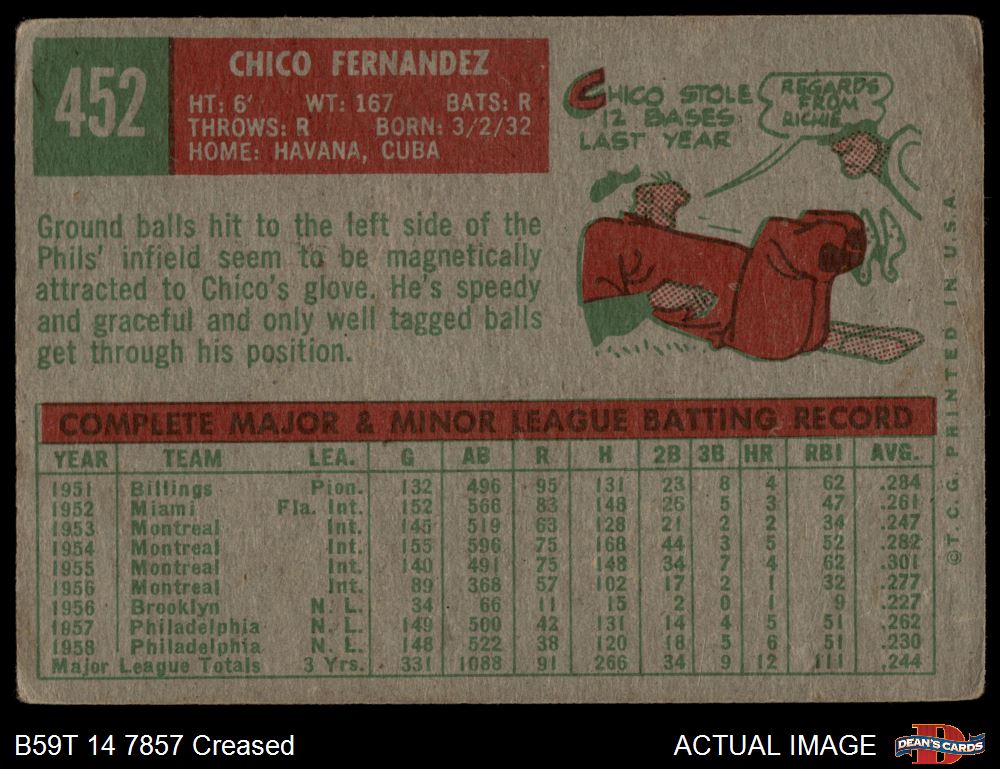 452
CHICO FERNANDEZ
HT: 6' WT: 167 BATS: R
THROWS: R BORN: 3/2/32
HOME: HAVANA, CUBA
CHICO STOLE
12 BASES
LAST YEAR
REGARDS
FROM
RICHIE
Ground balls hit to the left side of the
Phils' infield seem to be magnetically
attracted to Chico's glove. He's speedy
and graceful and only well tagged balls
get through his position.
COMPLETE MAJOR & MINOR LEAGUE BATTING RECORD
YEAR TEAM LEA. G AB R H 2B 3B HR RBI AVG.
1951 Billings Pion. 132 496 95 131 23 8 4 62 .284
1952 Miami Fla. Int. 152 566 83 148 26 5 3 47 .261
1953 Montreal Int. 145 519 63 128 21 2 2 34 .247
1954 Montreal Int. 155 596 75 168 44 3 5 52 .282
1955 Montreal Int. 140 491 75 148 34 7 4 62 .301
1956 Montreal Int. 89 368 57 102 17 2 1 32 .277
1956 Brooklyn N. L. 34 66 11 15 2 0 1 9 .227
1957 Philadelphia N. L. 149 500 42 131 14 4 5 51 .262
1958 Philadelphia N. L. 148 522 38 120 18 5 6 51 .230
Major League Totals 3 Yrs. 331 1088 91 266 34 9 12 111 .244
©T. C. G. PRINTED IN U.S.A.
B59T 14 7857 Creased
ACTUAL IMAGE
DEAN'S CARDS